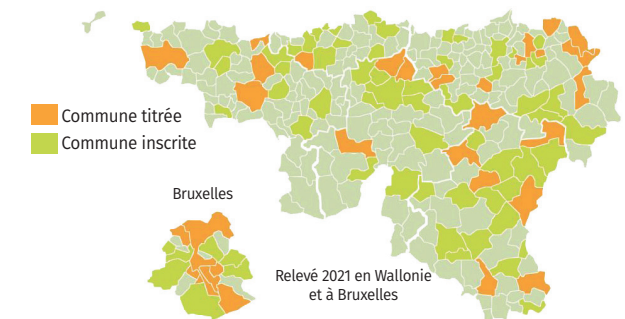 Commune titrée
Commune inscrite
Bruxelles
Relevé 2021 en Wallonie
et à Bruxelles